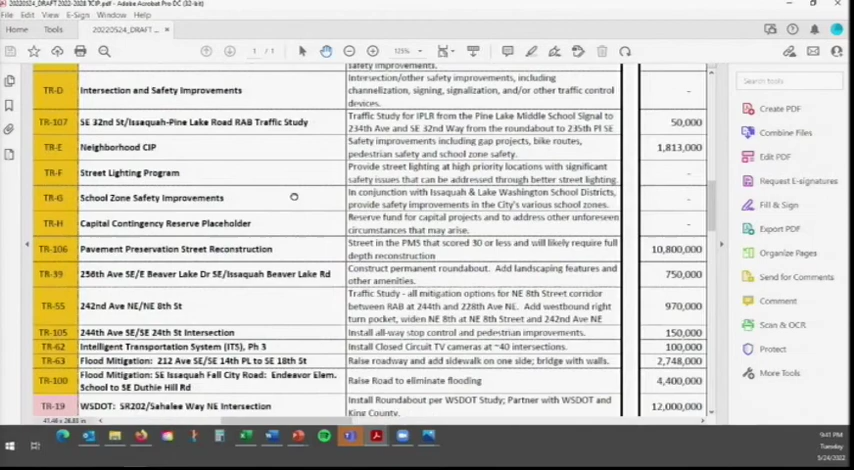 20220524_DRAFT 2022-2028 TCIP.pdf - Adobe Acrobat Pro DC (32-bit)
File Edit View E-Sign Window Help
Home Tools 20220524_DRAFT ... ×
1 / 1 125%
safety improvements.
TR-D Intersection and Safety Improvements Intersection/other safety improvements, including
channelization, signing, signalization, and/or other traffic control
devices. -
TR-107 SE 32nd St/Issaquah-Pine Lake Road RAB Traffic Study Traffic Study for IPLR from the Pine Lake Middle School Signal to
234th Ave and SE 32nd Way from the roundabout to 235th Pl SE 50,000
TR-E Neighborhood CIP Safety improvements including gap projects, bike routes,
pedestrian safety and school zone safety. 1,813,000
TR-F Street Lighting Program Provide street lighting at high priority locations with significant
safety issues that can be addressed through better street lighting. -
TR-G School Zone Safety Improvements In conjunction with Issaquah & Lake Washington School Districts,
provide safety improvements in the City's various school zones. -
TR-H Capital Contingency Reserve Placeholder Reserve fund for capital projects and to address other unforeseen
circumstances that may arise. -
TR-106 Pavement Preservation Street Reconstruction Street in the PMS that scored 30 or less and will likely require full
depth reconstruction 10,800,000
TR-39 256th Ave SE/E Beaver Lake Dr SE/Issaquah Beaver Lake Rd Construct permanent roundabout. Add landscaping features and
other amenities. 750,000
TR-55 242nd Ave NE/NE 8th St Traffic Study - all mitigation options for NE 8th Street corridor
between RAB at 244th and 228th Ave NE. Add westbound right
turn pocket, widen NE 8th at NE 8th Street and 242nd Ave NE 970,000
TR-105 244th Ave SE/SE 24th St Intersection Install all-way stop control and pedestrian improvements. 150,000
TR-62 Intelligent Transportation System (ITS), Ph 3 Install Closed Circuit TV cameras at ~40 intersections. 100,000
TR-63 Flood Mitigation: 212 Ave SE/SE 14th PL to SE 18th St Raise roadway and add sidewalk on one side; bridge with walls. 2,748,000
TR-100 Flood Mitigation: SE Issaquah Fall City Road: Endeavor Elem.
School to SE Duthie Hill Rd Raise Road to eliminate flooding 4,400,000
TR-19 WSDOT: SR202/Sahalee Way NE Intersection Install Roundabout per WSDOT Study; Partner with WSDOT and
King County. 12,000,000
Search tools
Create PDF
Combine Files
Edit PDF
Request E-signatures
Fill & Sign
Export PDF
Organize Pages
Send for Comments
Comment
Scan & OCR
Protect
More Tools
9:41 PM
Tuesday
5/24/2022